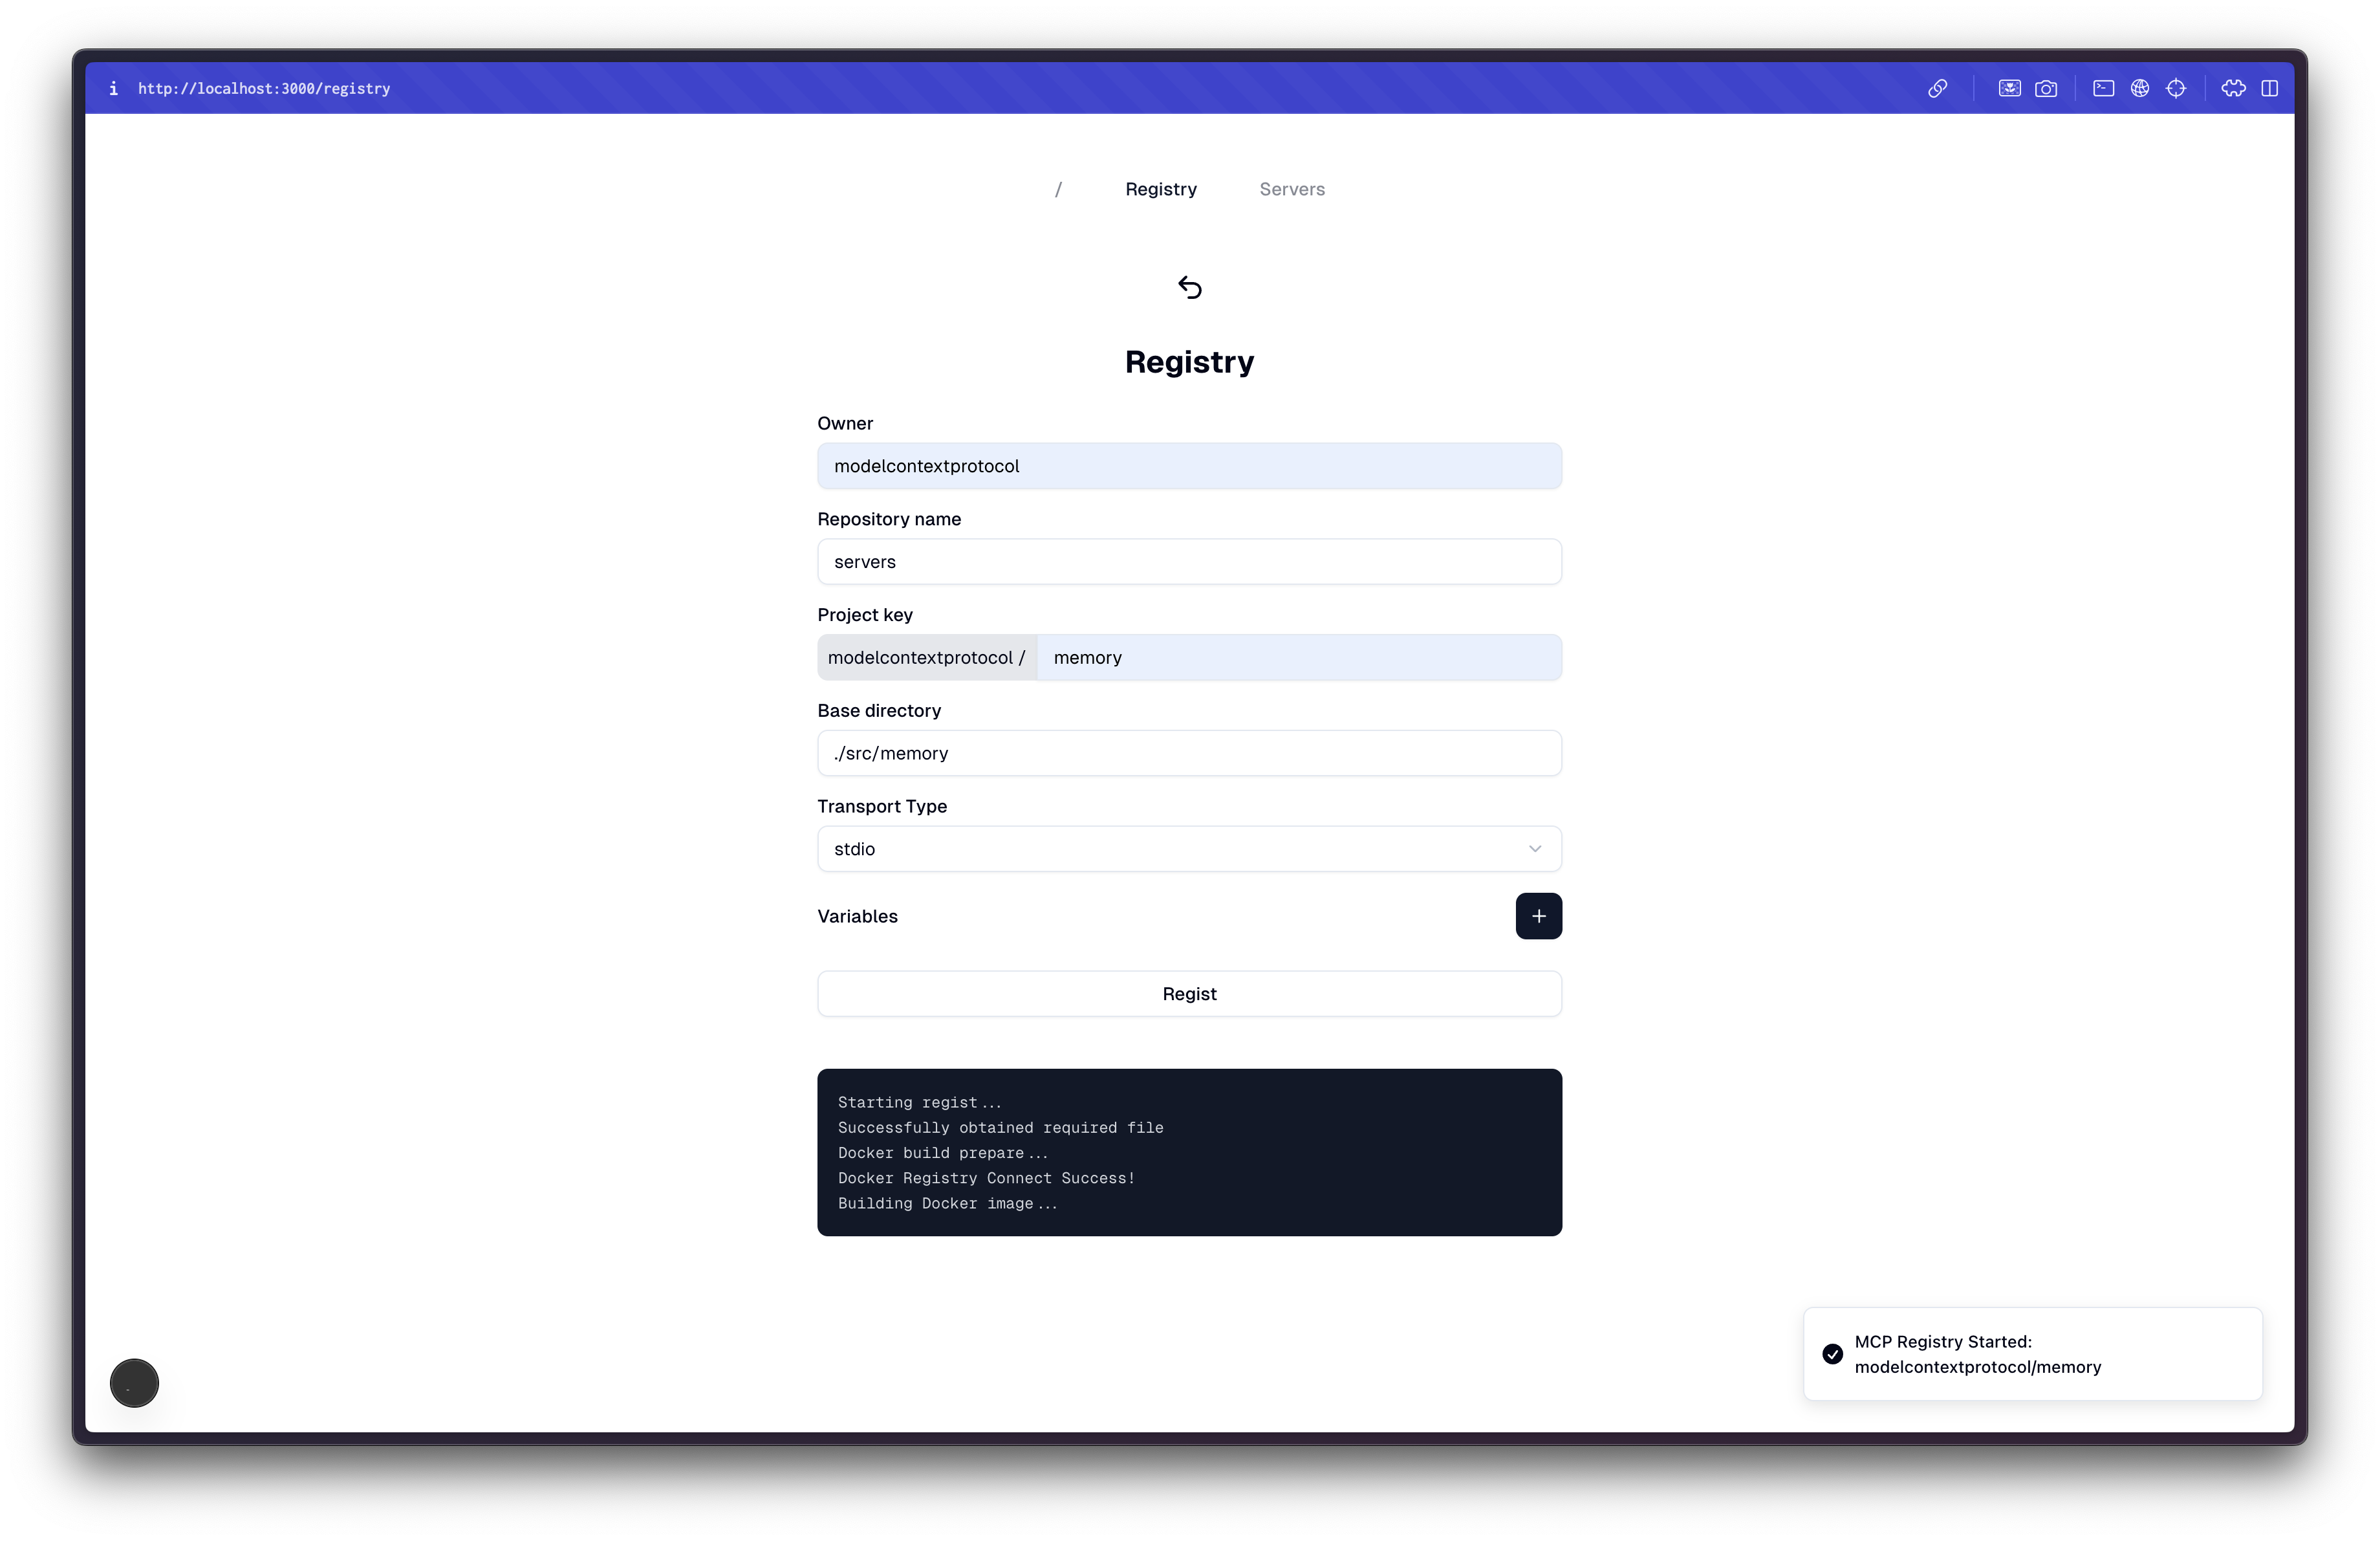 http://localhost:3000/registry
/ Registry Servers
Registry
Owner
modelcontextprotocol
Repository name
servers
Project key
modelcontextprotocol / memory
Base directory
./src/memory
Transport Type
stdio
Variables
Regist
Starting regist...
Successfully obtained required file
Docker build prepare...
Docker Registry Connect Success!
Building Docker image...
MCP Registry Started:
modelcontextprotocol/memory